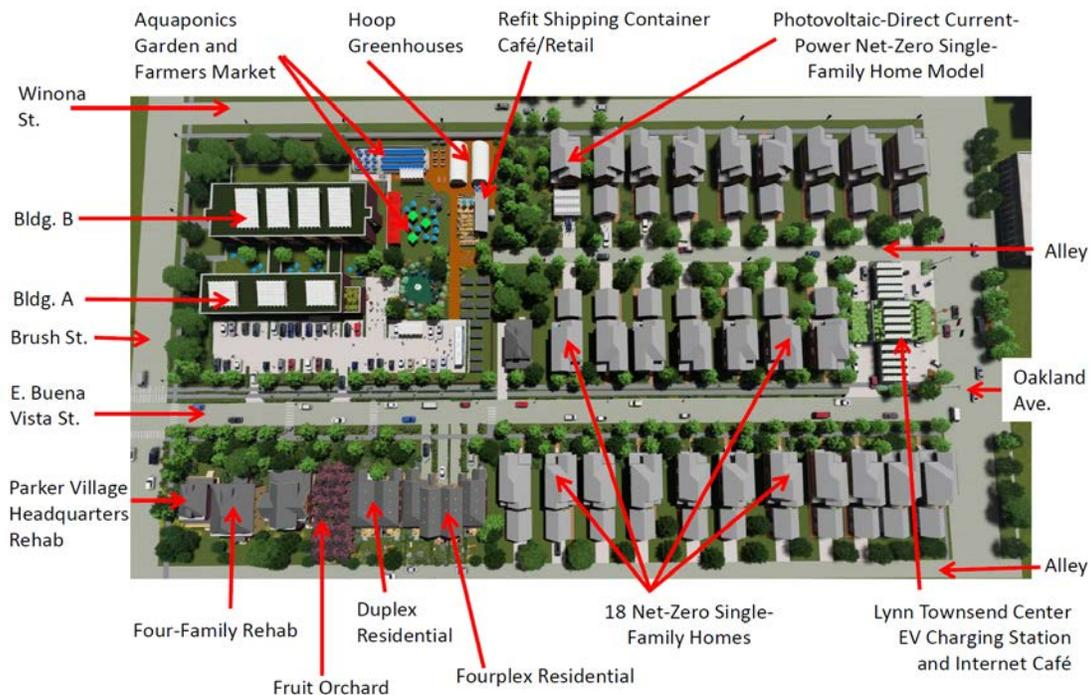 Aquaponics
Garden and
Farmers Market
Hoop
Greenhouses
Refit Shipping Container
Café/Retail
Photovoltaic-Direct Current-
Power Net-Zero Single-
Family Home Model
Winona
St.
Bldg. B
Bldg. A
Brush St.
E. Buena
Vista St.
Parker Village
Headquarters
Rehab
Alley
Oakland
Ave.
Alley
Four-Family Rehab
Fruit Orchard
Duplex
Residential
Fourplex Residential
18 Net-Zero Single-
Family Homes
Lynn Townsend Center
EV Charging Station
and Internet Café